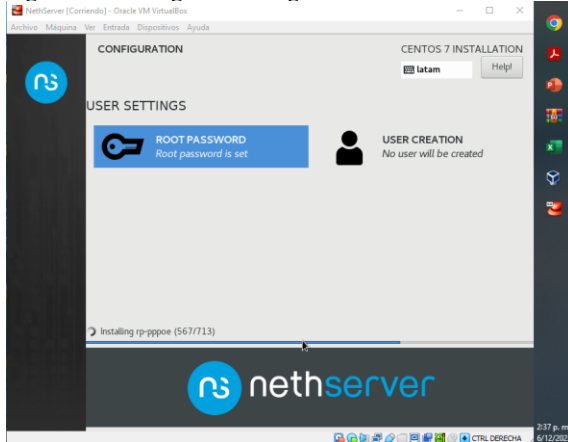 NethServer [Corriendo] - Oracle VM VirtualBox
Archivo Máquina Ver Entrada Dispositivos Ayuda
CONFIGURATION
CENTOS 7 INSTALLATION
latam
Help!
ns
USER SETTINGS
ROOT PASSWORD
Root password is set
USER CREATION
No user will be created
Installing rp-pppoe (567/713)
ns nethserver
CTRL DERECHA
2:37 p. m.